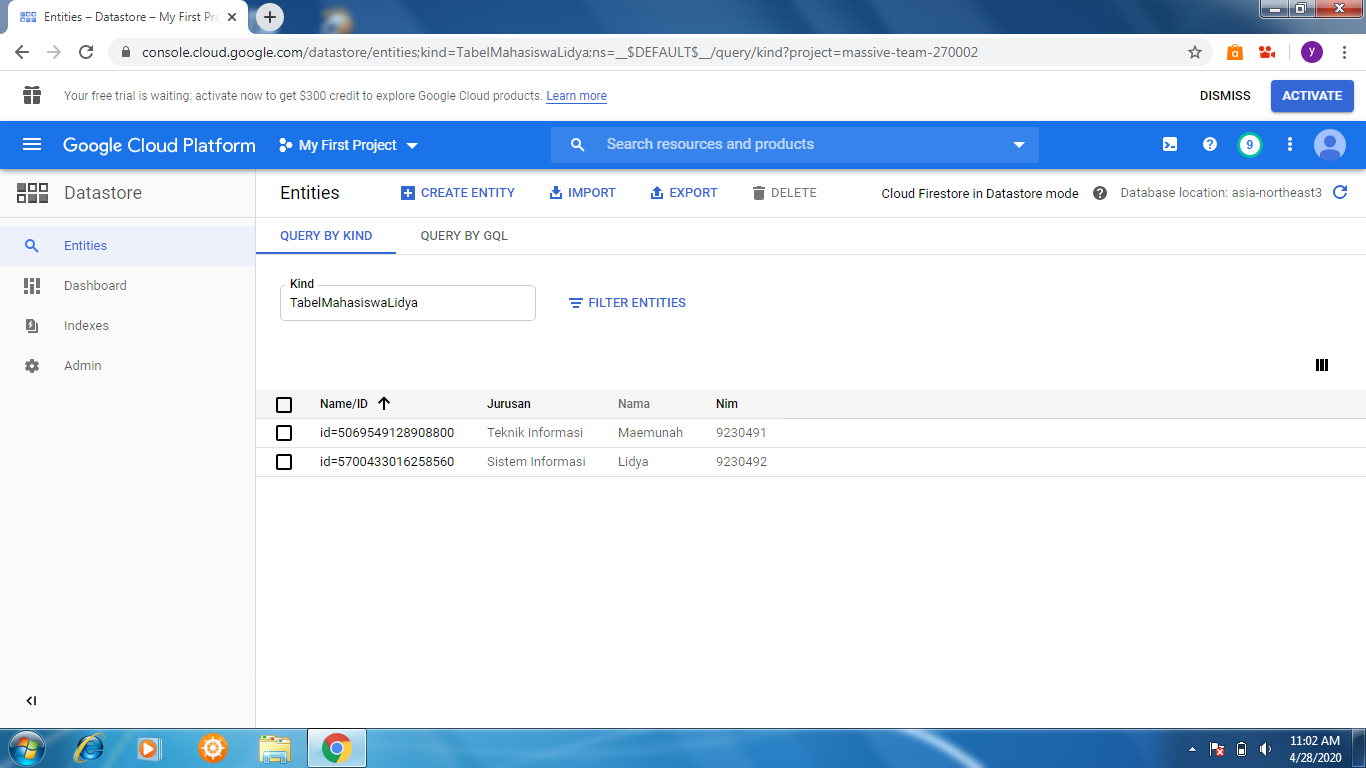 Entities – Datastore – My First Pro
console.cloud.google.com/datastore/entities;kind=TabelMahasiswaLidya;ns=__$DEFAULT$__/query/kind?project=massive-team-270002
y
Your free trial is waiting: activate now to get $300 credit to explore Google Cloud products. Learn more
DISMISS
ACTIVATE
Google Cloud Platform
My First Project
Search resources and products
9
Datastore
Entities
CREATE ENTITY
IMPORT
EXPORT
DELETE
Cloud Firestore in Datastore mode
Database location: asia-northeast3
Entities
Dashboard
Indexes
Admin
QUERY BY KIND
QUERY BY GQL
Kind
TabelMahasiswaLidya
FILTER ENTITIES
Name/ID Jurusan Nama Nim
id=5069549128908800 Teknik Informasi Maemunah 9230491
id=5700433016258560 Sistem Informasi Lidya 9230492
11:02 AM
4/28/2020